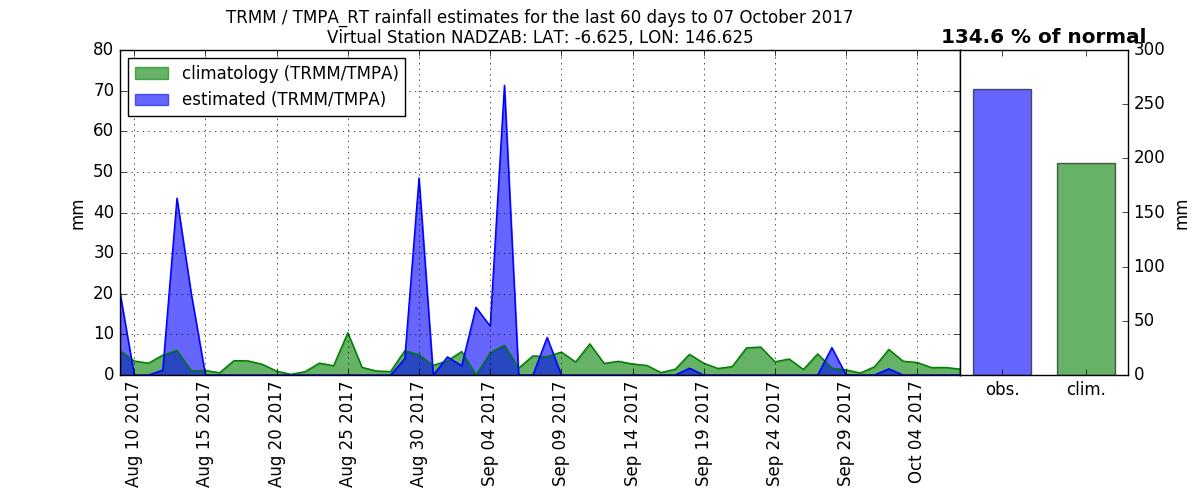 TRMM / TMPA_RT rainfall estimates for the last 60 days to 07 October 2017
Virtual Station NADZAB: LAT: -6.625, LON: 146.625
134.6 % of normal
climatology (TRMM/TMPA)
estimated (TRMM/TMPA)
80
70
60
50
40
30
20
10
0
mm
300
250
200
150
100
50
0
mm
Aug 10 2017
Aug 15 2017
Aug 20 2017
Aug 25 2017
Aug 30 2017
Sep 04 2017
Sep 09 2017
Sep 14 2017
Sep 19 2017
Sep 24 2017
Sep 29 2017
Oct 04 2017
obs.
clim.